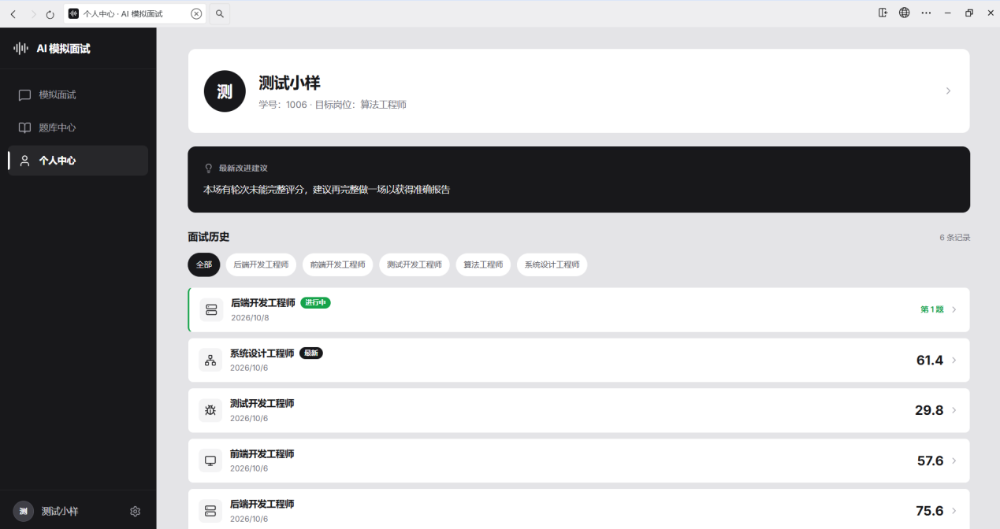 个人中心 · AI 模拟面试
AI 模拟面试
模拟面试
题库中心
个人中心
测
测试小样
学号：1006 · 目标岗位：算法工程师
最新改进建议
本场有轮次未能完整评分，建议再完整做一场以获得准确报告
面试历史
6 条记录
全部
后端开发工程师
前端开发工程师
测试开发工程师
算法工程师
系统设计工程师
后端开发工程师 进行中
2026/10/8
第 1 题
系统设计工程师 最新
2026/10/6
61.4
测试开发工程师
2026/10/6
29.8
前端开发工程师
2026/10/6
57.6
后端开发工程师
2026/10/6
75.6
测 测试小样